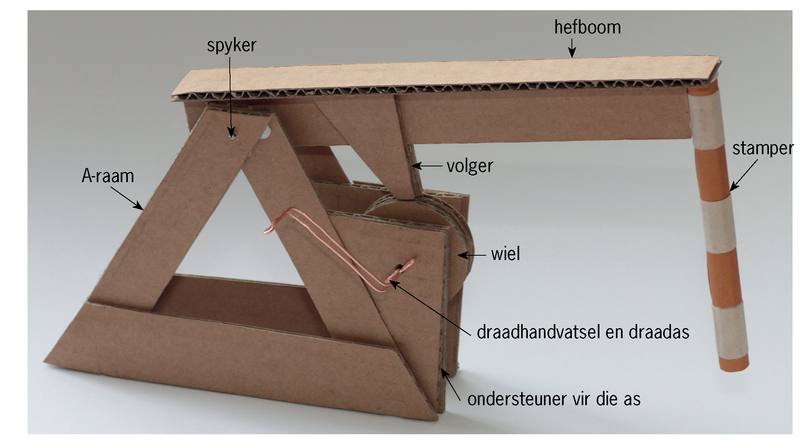 hefboom
spyker
stamper
volger
A-raam
wiel
draadhandvatsel en draadas
ondersteuner vir die as